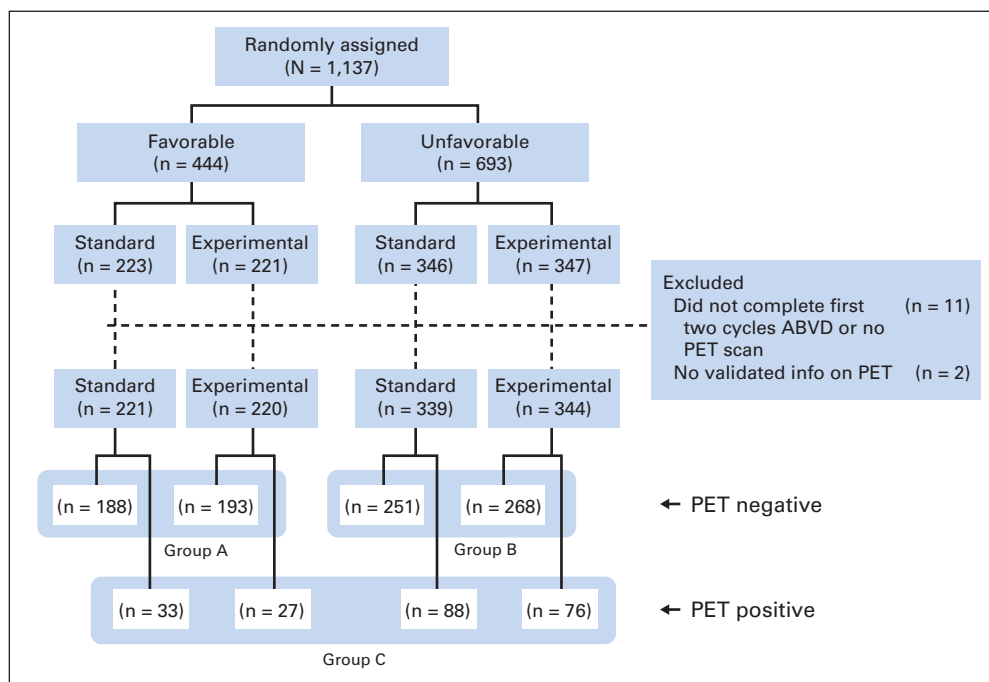 Randomly assigned
(N = 1,137)
Favorable
(n = 444)
Unfavorable
(n = 693)
Standard
(n = 223)
Experimental
(n = 221)
Standard
(n = 346)
Experimental
(n = 347)
Excluded
Did not complete first (n = 11)
two cycles ABVD or no
PET scan
No validated info on PET (n = 2)
Standard
(n = 221)
Experimental
(n = 220)
Standard
(n = 339)
Experimental
(n = 344)
(n = 188)
(n = 193)
(n = 251)
(n = 268)
← PET negative
Group A
Group B
(n = 33)
(n = 27)
(n = 88)
(n = 76)
← PET positive
Group C